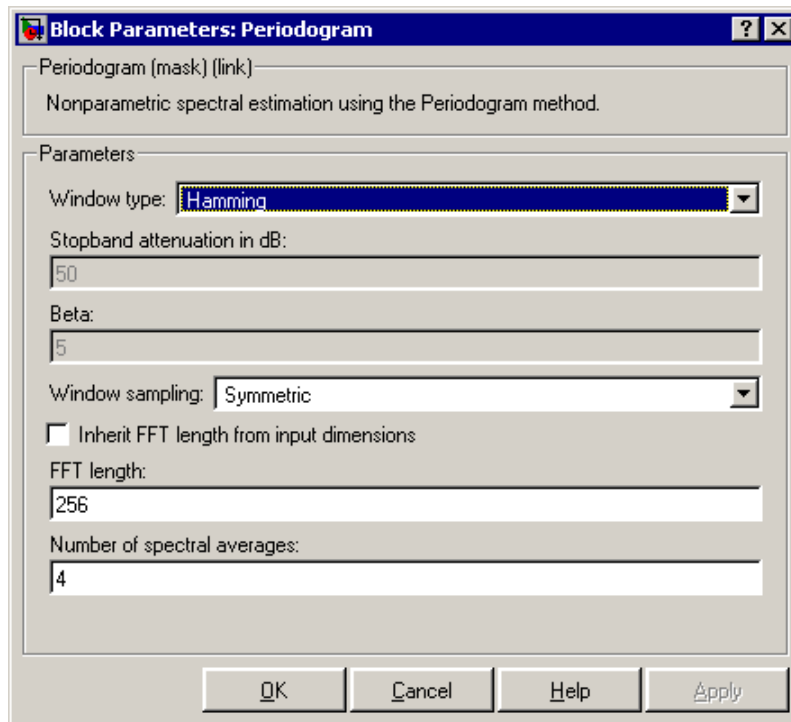 Block Parameters: Periodogram
Periodogram (mask) (link)
Nonparametric spectral estimation using the Periodogram method.
Parameters
Window type: Hamming
Stopband attenuation in dB:
50
Beta:
5
Window sampling: Symmetric
Inherit FFT length from input dimensions
FFT length:
256
Number of spectral averages:
4
OK Cancel Help Apply